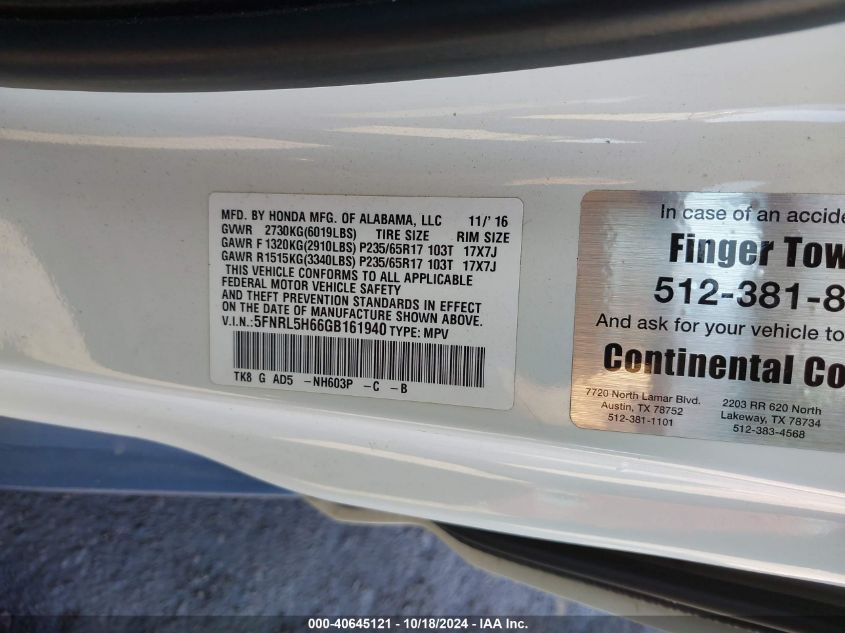 MFD. BY HONDA MFG. OF ALABAMA, LLC 11/' 16
GVWR 2730KG(6019LBS) TIRE SIZE RIM SIZE
GAWR F 1320KG(2910LBS) P235/65R17 103T 17X7J
GAWR R1515KG(3340LBS) P235/65R17 103T 17X7J
THIS VEHICLE CONFORMS TO ALL APPLICABLE
FEDERAL MOTOR VEHICLE SAFETY
AND THEFT PREVENTION STANDARDS IN EFFECT
ON THE DATE OF MANUFACTURE SHOWN ABOVE.
V.I.N.:5FNRL5H66GB161940 TYPE: MPV
TK8 G AD5 -NH603P -C -B
In case of an accide
Finger Tow
512-381-8
And ask for your vehicle to
Continental Co
7720 North Lamar Blvd.
Austin, TX 78752
512-381-1101
2203 RR 620 North
Lakeway, TX 78734
512-383-4568
000-40645121 - 10/18/2024 - IAA Inc.